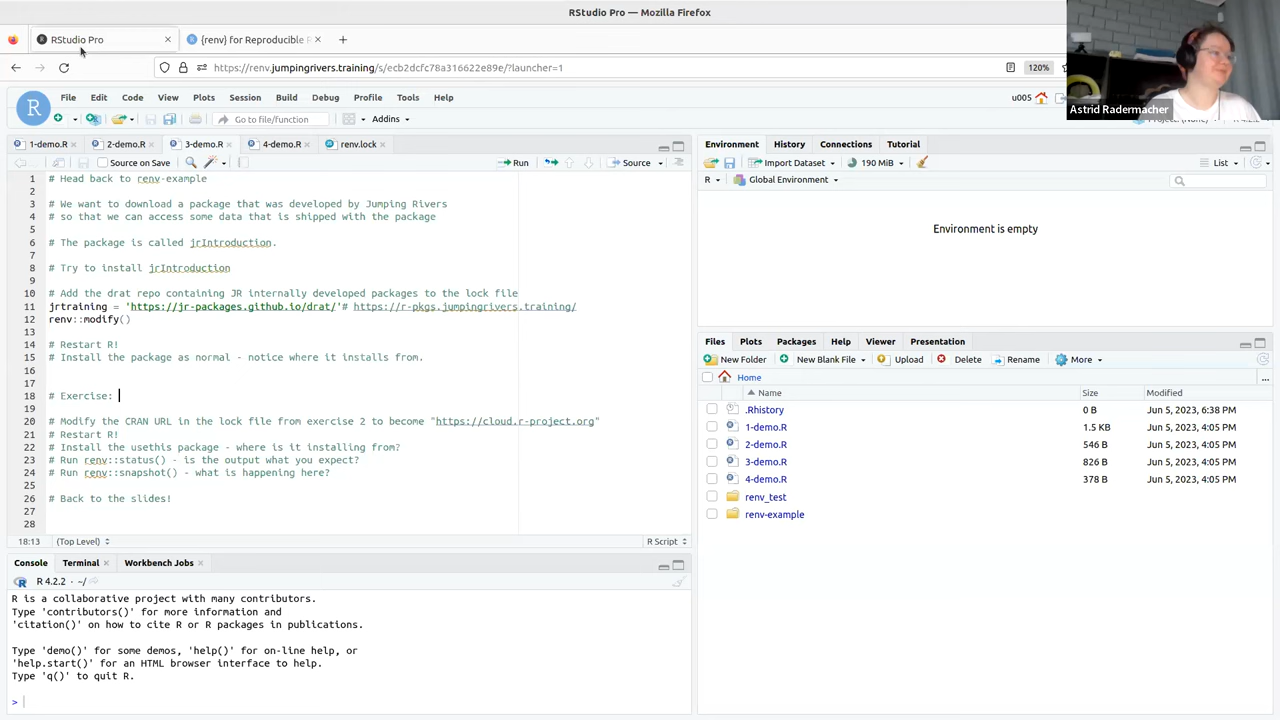 RStudio Pro — Mozilla Firefox
RStudio Pro
{renv} for Reproducible
https://renv.jumpingrivers.training/s/ecb2dcfc78a316622e89e/?launcher=1
120%
Astrid Radermacher
R
File Edit Code View Plots Session Build Debug Profile Tools Help
u005
Go to file/function
Addins
Project: (None)
R 4.2.2
1-demo.R
2-demo.R
3-demo.R
4-demo.R
renv.lock
Source on Save
Run
Source
1 # Head back to renv-example
2
3 # We want to download a package that was developed by Jumping Rivers
4 # so that we can access some data that is shipped with the package
5
6 # The package is called jrIntroduction.
7
8 # Try to install jrIntroduction
9
10 # Add the drat repo containing JR internally developed packages to the lock file
11 jrtraining = 'https://jr-packages.github.io/drat/'# https://r-pkgs.jumpingrivers.training/
12 renv::modify()
13
14 # Restart R!
15 # Install the package as normal - notice where it installs from.
16
17
18 # Exercise:
19
20 # Modify the CRAN URL in the lock file from exercise 2 to become "https://cloud.r-project.org"
21 # Restart R!
22 # Install the usethis package - where is it installing from?
23 # Run renv::status() - is the output what you expect?
24 # Run renv::snapshot() - what is happening here?
25
26 # Back to the slides!
27
28
18:13 (Top Level) R Script
Console Terminal Workbench Jobs
R 4.2.2 · ~/
R is a collaborative project with many contributors.
Type 'contributors()' for more information and
'citation()' on how to cite R or R packages in publications.
Type 'demo()' for some demos, 'help()' for on-line help, or
'help.start()' for an HTML browser interface to help.
Type 'q()' to quit R.
>
Environment History Connections Tutorial
Import Dataset 190 MiB List
R Global Environment
Environment is empty
Files Plots Packages Help Viewer Presentation
New Folder New Blank File Upload Delete Rename More
Home ...
Name Size Modified
.Rhistory 0 B Jun 5, 2023, 6:38 PM
1-demo.R 1.5 KB Jun 5, 2023, 4:05 PM
2-demo.R 546 B Jun 5, 2023, 4:05 PM
3-demo.R 826 B Jun 5, 2023, 4:05 PM
4-demo.R 378 B Jun 5, 2023, 4:05 PM
renv_test
renv-example